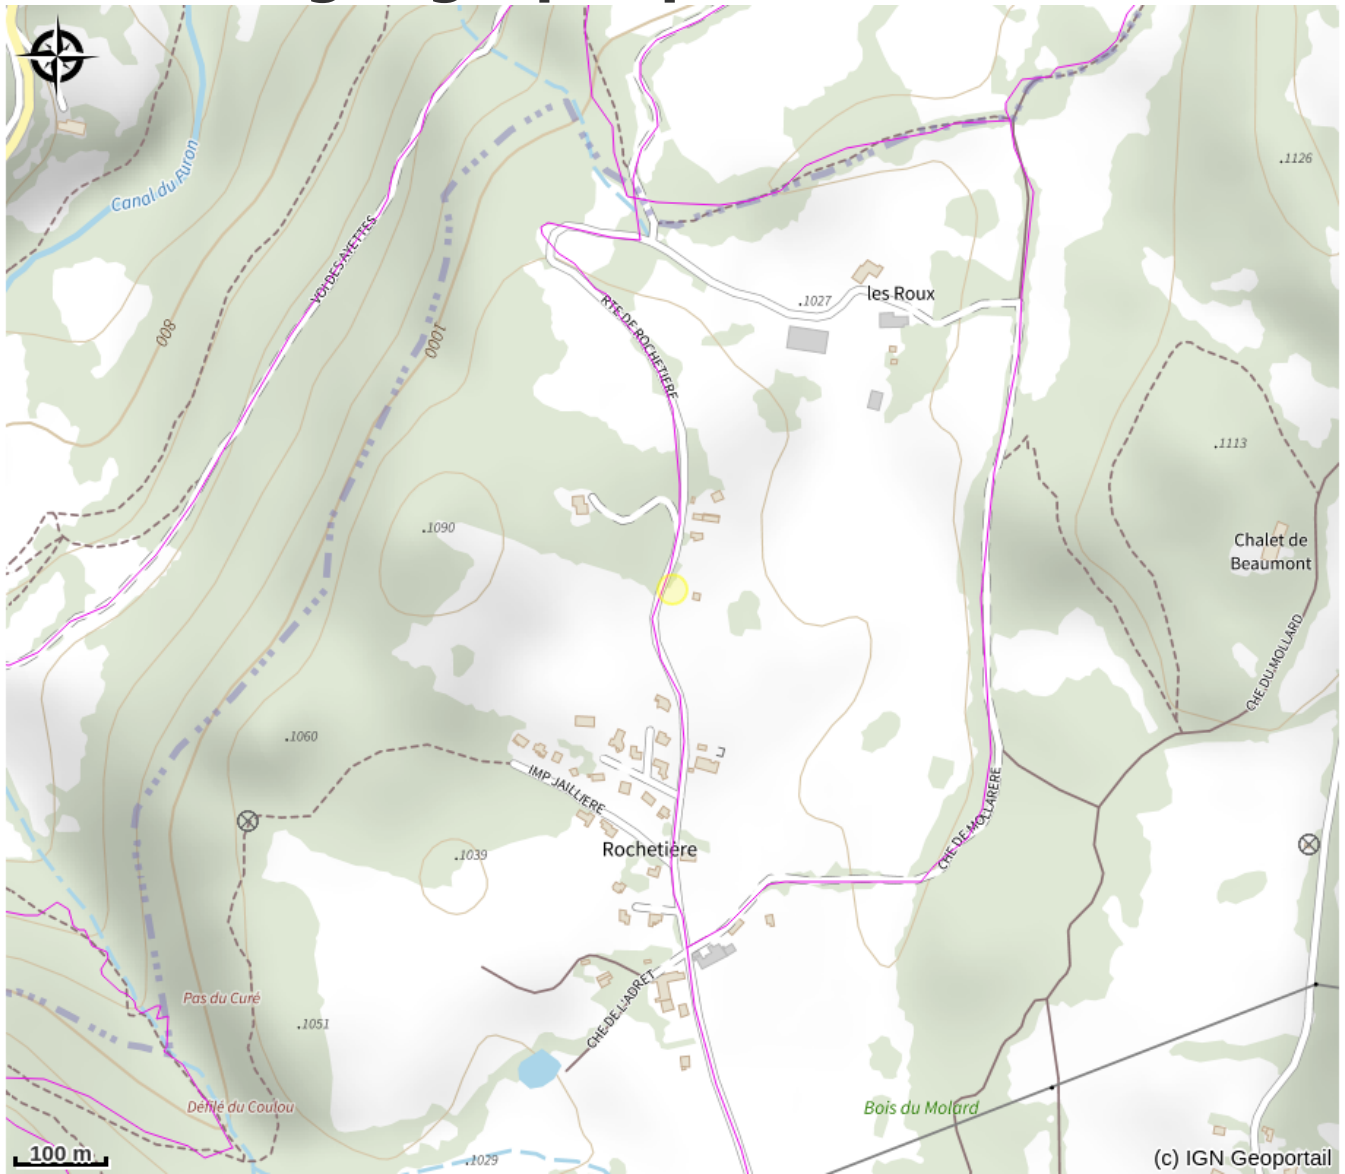 Canal du Furon
VOI DES AYETTES
800
1000
RTE DE ROCHETIERE
.1027
les Roux
.1126
.1113
Chalet de
Beaumont
CHE DU MOLLARD
.1090
.1060
IMP JAILLIERE
Rochetière
.1039
CHE DE MOLLARERE
Pas du Curé
.1051
CHE DE L'ADRET
Défilé du Coulou
Bois du Molard
.1029
100 m
(c) IGN Geoportail